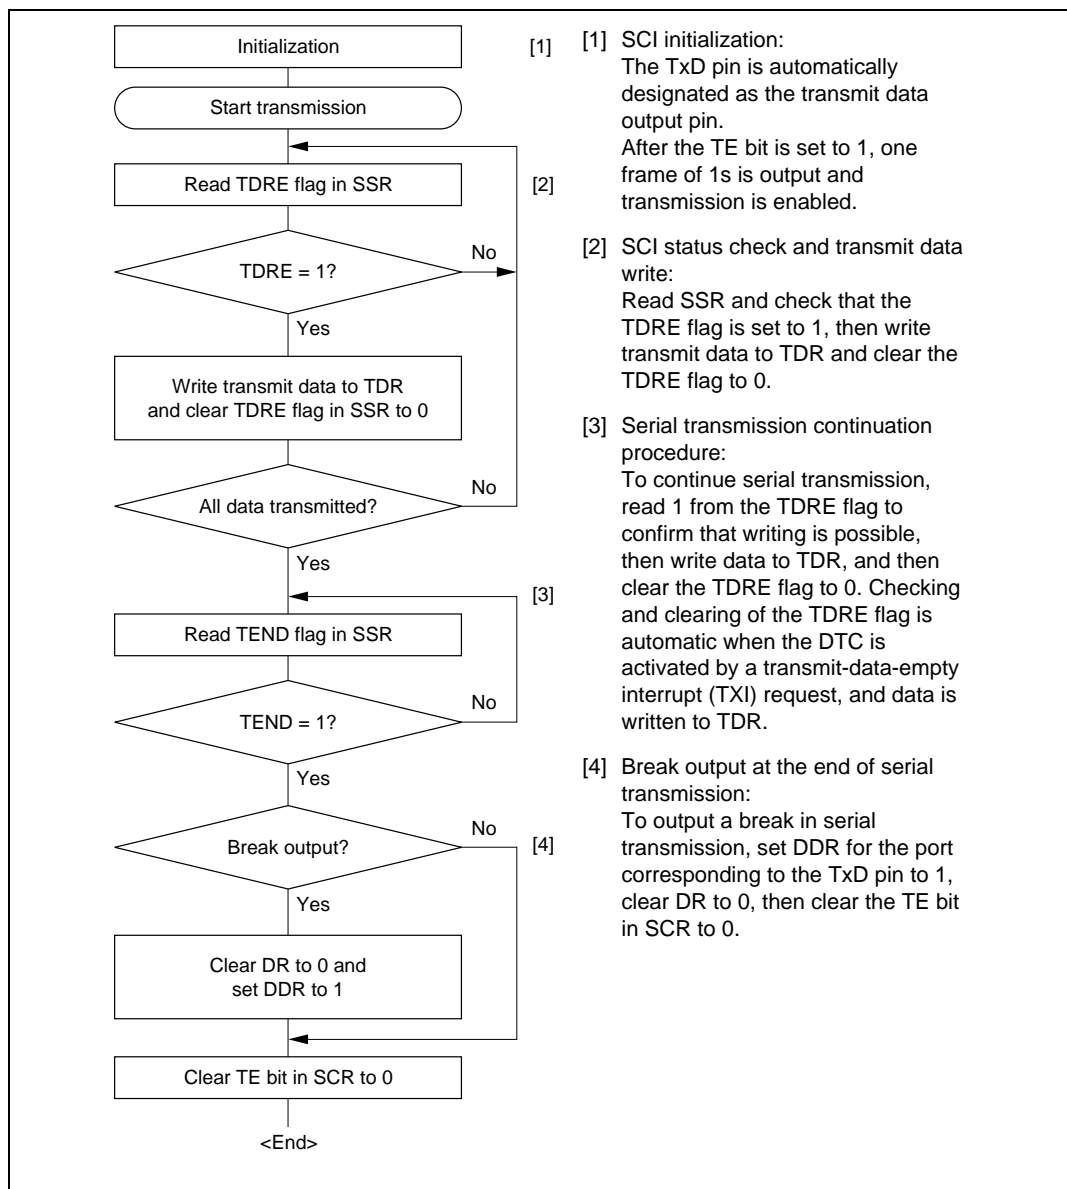 Initialization
[1]
Start transmission
Read TDRE flag in SSR
[2]
No
TDRE = 1?
Yes
Write transmit data to TDR
and clear TDRE flag in SSR to 0
No
All data transmitted?
Yes
[3]
Read TEND flag in SSR
No
TEND = 1?
Yes
No
Break output?
[4]
Yes
Clear DR to 0 and
set DDR to 1
Clear TE bit in SCR to 0
<End>
[1] SCI initialization:
The TxD pin is automatically
designated as the transmit data
output pin.
After the TE bit is set to 1, one
frame of 1s is output and
transmission is enabled.
[2] SCI status check and transmit data
write:
Read SSR and check that the
TDRE flag is set to 1, then write
transmit data to TDR and clear the
TDRE flag to 0.
[3] Serial transmission continuation
procedure:
To continue serial transmission,
read 1 from the TDRE flag to
confirm that writing is possible,
then write data to TDR, and then
clear the TDRE flag to 0. Checking
and clearing of the TDRE flag is
automatic when the DTC is
activated by a transmit-data-empty
interrupt (TXI) request, and data is
written to TDR.
[4] Break output at the end of serial
transmission:
To output a break in serial
transmission, set DDR for the port
corresponding to the TxD pin to 1,
clear DR to 0, then clear the TE bit
in SCR to 0.